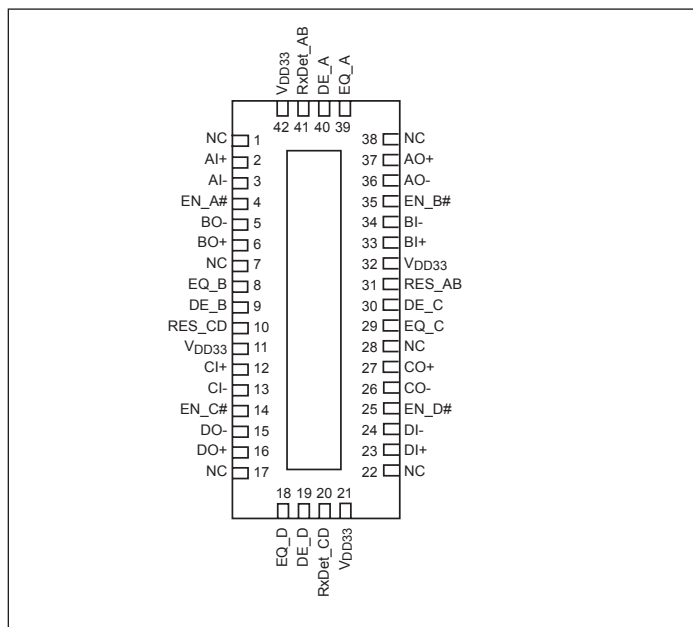 VDD33
RxDet_AB
DE_A
EQ_A
42 41 40 39
NC 1 38 NC
AI+ 2 37 AO+
AI- 3 36 AO-
EN_A# 4 35 EN_B#
BO- 5 34 BI-
BO+ 6 33 BI+
NC 7 32 VDD33
EQ_B 8 31 RES_AB
DE_B 9 30 DE_C
RES_CD 10 29 EQ_C
VDD33 11 28 NC
CI+ 12 27 CO+
CI- 13 26 CO-
EN_C# 14 25 EN_D#
DO- 15 24 DI-
DO+ 16 23 DI+
NC 17 22 NC
18 19 20 21
EQ_D
DE_D
RxDet_CD
VDD33